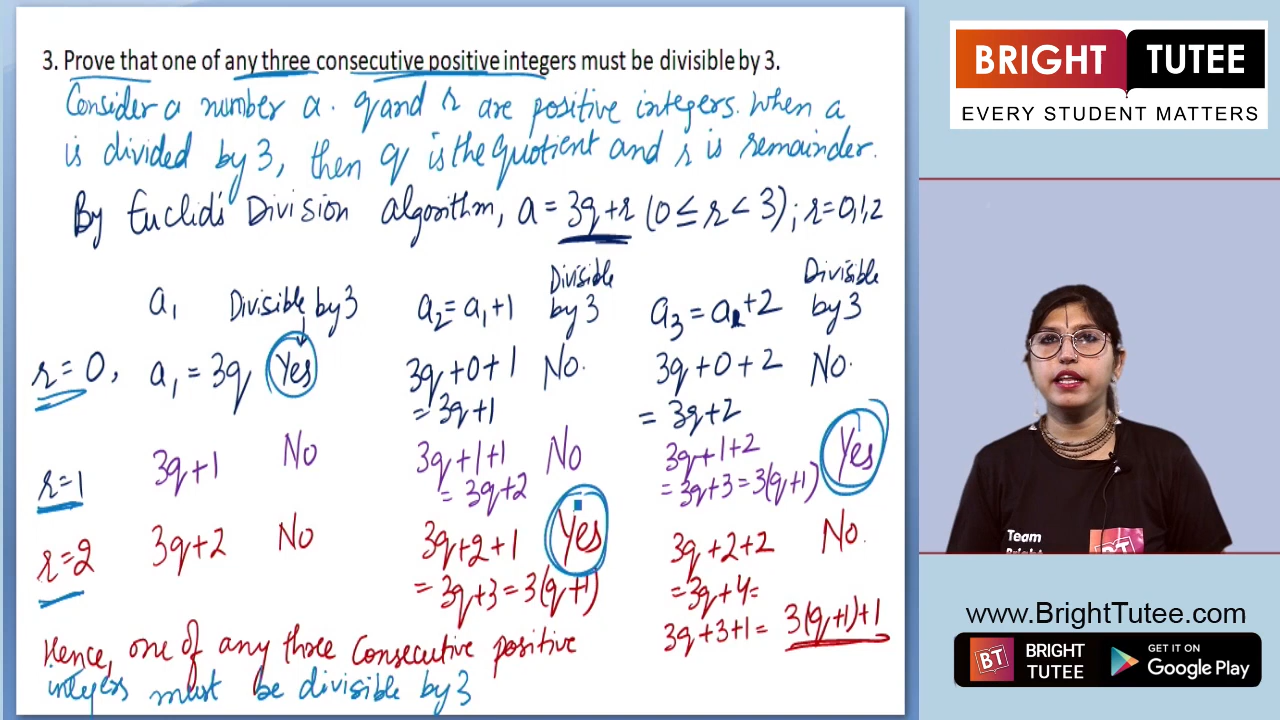 3. Prove that one of any three consecutive positive integers must be divisible by 3.
Consider a number a. q and r are positive integers. When a
is divided by 3, then q is the quotient and r is remainder.
By Euclid's Division algorithm, a = 3q+r (0 ≤ r < 3); r=0,1,2
a₁ Divisible by 3 a₂ = a₁+1 Divisible by 3 a₃ = a₁+2 Divisible by 3
r=0, a₁ = 3q Yes 3q+0+1 No. 3q+0+2 No.
= 3q+1 = 3q+2
r=1 3q+1 No 3q+1+1 No 3q+1+2 Yes
= 3q+2 = 3q+3 = 3(q+1)
r=2 3q+2 No 3q+2+1 Yes 3q+2+2 No.
= 3q+3 = 3(q+1) = 3q+4=
3q+3+1 = 3(q+1)+1
Hence, one of any three consecutive positive
integers must be divisible by 3
BRIGHT TUTEE
EVERY STUDENT MATTERS
Team
BT
www.BrightTutee.com
BT BRIGHT TUTEE
GET IT ON
Google Play